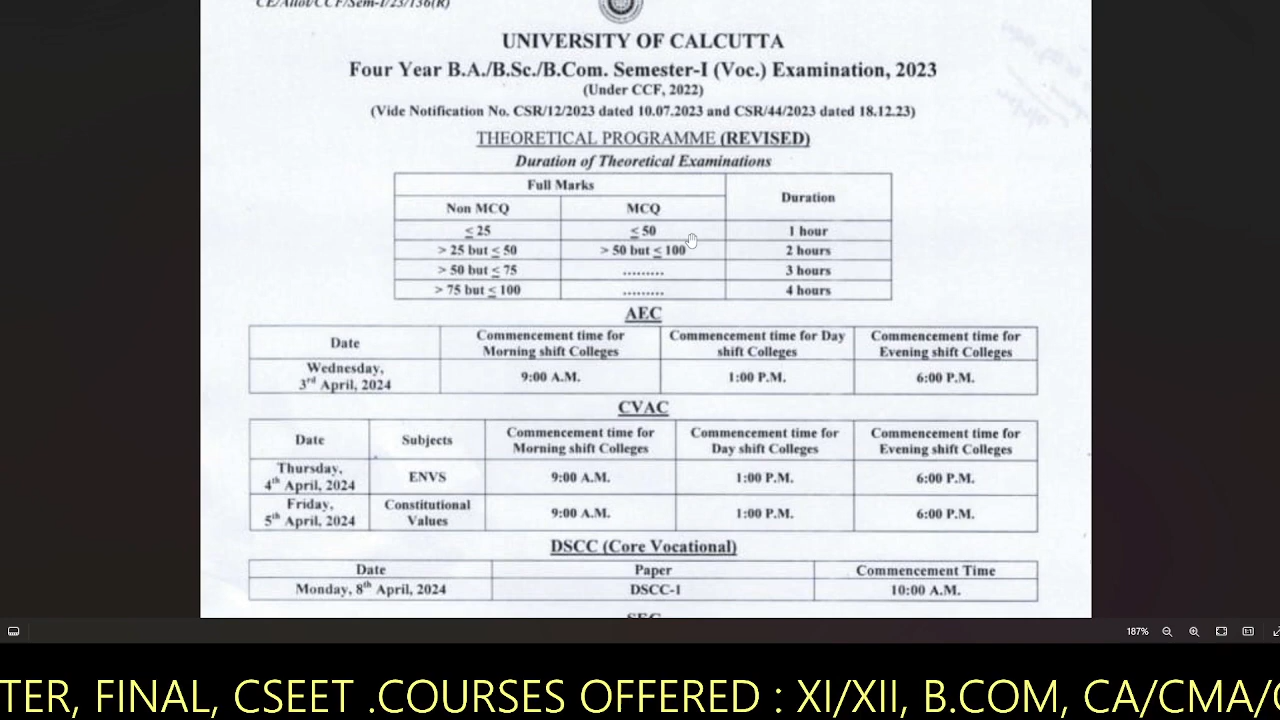 CE/Allot/CCF/Sem-I/23/136(R)
UNIVERSITY OF CALCUTTA
Four Year B.A./B.Sc./B.Com. Semester-I (Voc.) Examination, 2023
(Under CCF, 2022)
(Vide Notification No. CSR/12/2023 dated 10.07.2023 and CSR/44/2023 dated 18.12.23)
THEORETICAL PROGRAMME (REVISED)
Duration of Theoretical Examinations
Full Marks Duration
Non MCQ MCQ
≤ 25 ≤ 50 1 hour
> 25 but ≤ 50 > 50 but ≤ 100 2 hours
> 50 but ≤ 75 ......... 3 hours
> 75 but ≤ 100 ......... 4 hours
AEC
Date Commencement time for Morning shift Colleges Commencement time for Day shift Colleges Commencement time for Evening shift Colleges
Wednesday, 3rd April, 2024 9:00 A.M. 1:00 P.M. 6:00 P.M.
CVAC
Date Subjects Commencement time for Morning shift Colleges Commencement time for Day shift Colleges Commencement time for Evening shift Colleges
Thursday, 4th April, 2024 ENVS 9:00 A.M. 1:00 P.M. 6:00 P.M.
Friday, 5th April, 2024 Constitutional Values 9:00 A.M. 1:00 P.M. 6:00 P.M.
DSCC (Core Vocational)
Date Paper Commencement Time
Monday, 8th April, 2024 DSCC-1 10:00 A.M.
SEC
187%
TER, FINAL, CSEET .COURSES OFFERED : XI/XII, B.COM, CA/CMA/